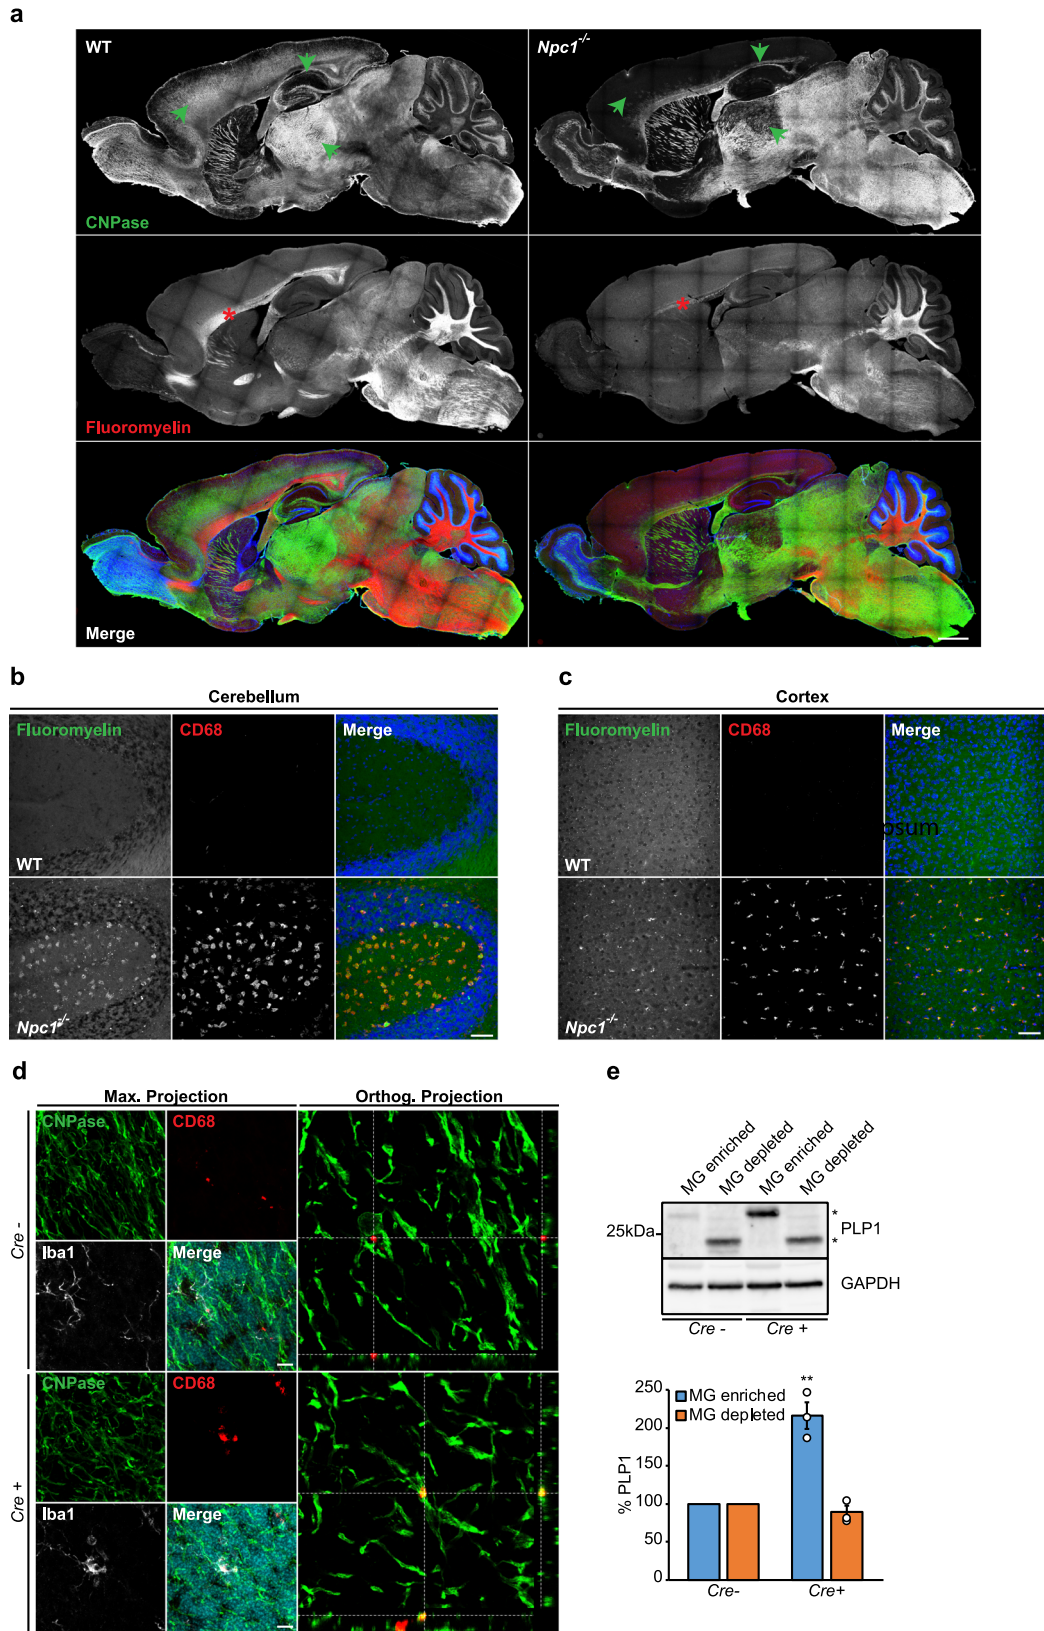 a
WT
Npc1-/-
CNPase
Fluoromyelin
Merge
b
Cerebellum
Fluoromyelin
CD68
Merge
WT
Npc1-/-
c
Cortex
Fluoromyelin
CD68
Merge
osum
WT
Npc1-/-
d
Max. Projection
Orthog. Projection
Cre -
CNPase
CD68
Iba1
Merge
Cre +
CNPase
CD68
Iba1
Merge
e
MG enriched
MG depleted
MG enriched
MG depleted
25kDa
*
PLP1
*
GAPDH
Cre -
Cre +
% PLP1
250
200
150
100
50
0
MG enriched
MG depleted
**
Cre-
Cre+